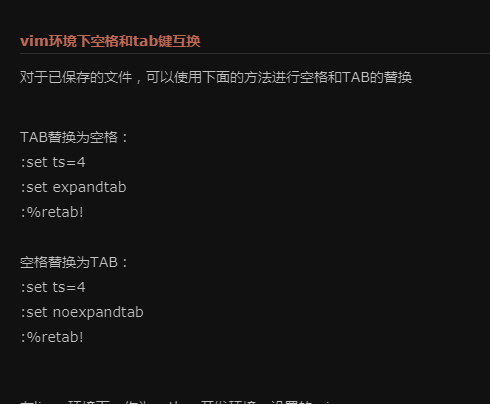 vim环境下空格和tab键互换
对于已保存的文件，可以使用下面的方法进行空格和TAB的替换
TAB替换为空格：
:set ts=4
:set expandtab
:%retab!
空格替换为TAB：
:set ts=4
:set noexpandtab
:%retab!